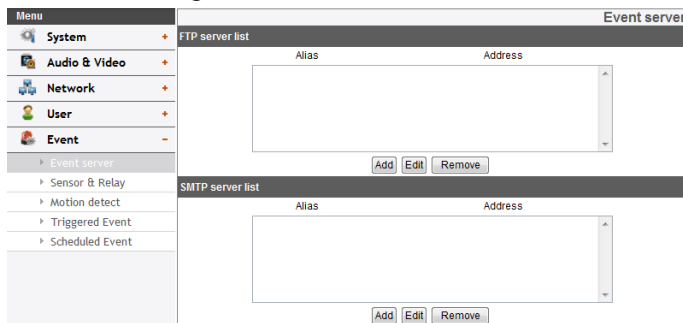 Menu
Event server
System +
Audio & Video +
Network +
User +
Event -
Event server
Sensor & Relay
Motion detect
Triggered Event
Scheduled Event
FTP server list
Alias Address
Add Edit Remove
SMTP server list
Alias Address
Add Edit Remove